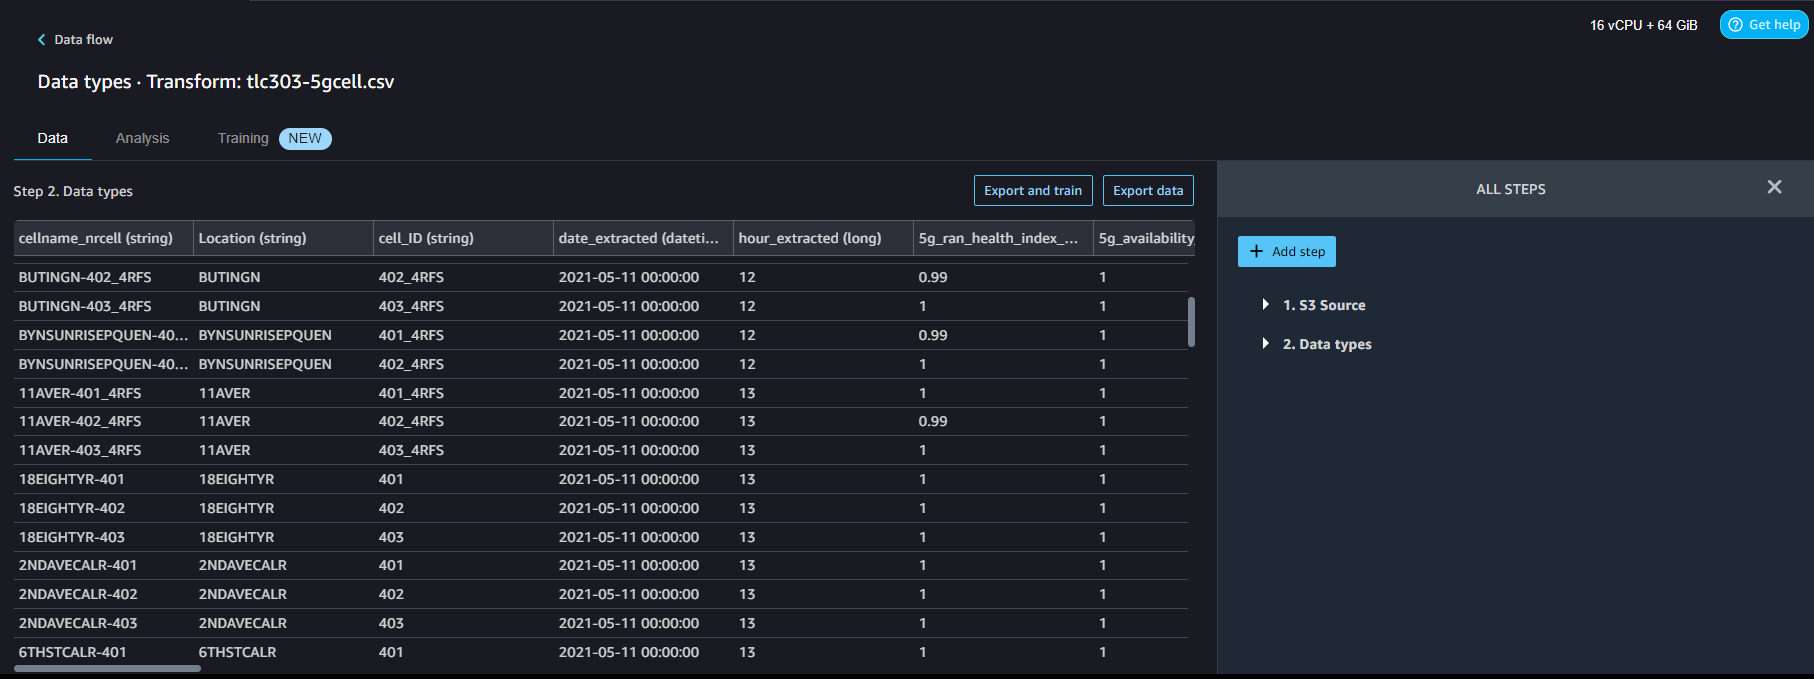 16 vCPU + 64 GiB
Get help
Data flow
Data types · Transform: tlc303-5gcell.csv
Data Analysis Training NEW
Step 2. Data types
Export and train
Export data
cellname_nrcell (string) Location (string) cell_ID (string) date_extracted (dateti... hour_extracted (long) 5g_ran_health_index_... 5g_availability
BUTINGN-402_4RFS BUTINGN 402_4RFS 2021-05-11 00:00:00 12 0.99 1
BUTINGN-403_4RFS BUTINGN 403_4RFS 2021-05-11 00:00:00 12 1 1
BYNSUNRISEPQUEN-40... BYNSUNRISEPQUEN 401_4RFS 2021-05-11 00:00:00 12 0.99 1
BYNSUNRISEPQUEN-40... BYNSUNRISEPQUEN 402_4RFS 2021-05-11 00:00:00 12 1 1
11AVER-401_4RFS 11AVER 401_4RFS 2021-05-11 00:00:00 13 1 1
11AVER-402_4RFS 11AVER 402_4RFS 2021-05-11 00:00:00 13 0.99 1
11AVER-403_4RFS 11AVER 403_4RFS 2021-05-11 00:00:00 13 1 1
18EIGHTYR-401 18EIGHTYR 401 2021-05-11 00:00:00 13 1 1
18EIGHTYR-402 18EIGHTYR 402 2021-05-11 00:00:00 13 1 1
18EIGHTYR-403 18EIGHTYR 403 2021-05-11 00:00:00 13 1 1
2NDAVECALR-401 2NDAVECALR 401 2021-05-11 00:00:00 13 1 1
2NDAVECALR-402 2NDAVECALR 402 2021-05-11 00:00:00 13 1 1
2NDAVECALR-403 2NDAVECALR 403 2021-05-11 00:00:00 13 1 1
6THSTCALR-401 6THSTCALR 401 2021-05-11 00:00:00 13 1 1
ALL STEPS
Add step
1. S3 Source
2. Data types